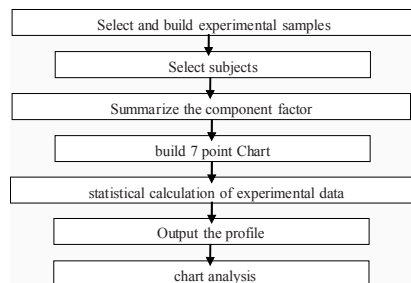 Select and build experimental samples
Select subjects
Summarize the component factor
build 7 point Chart
statistical calculation of experimental data
Output the profile
chart analysis